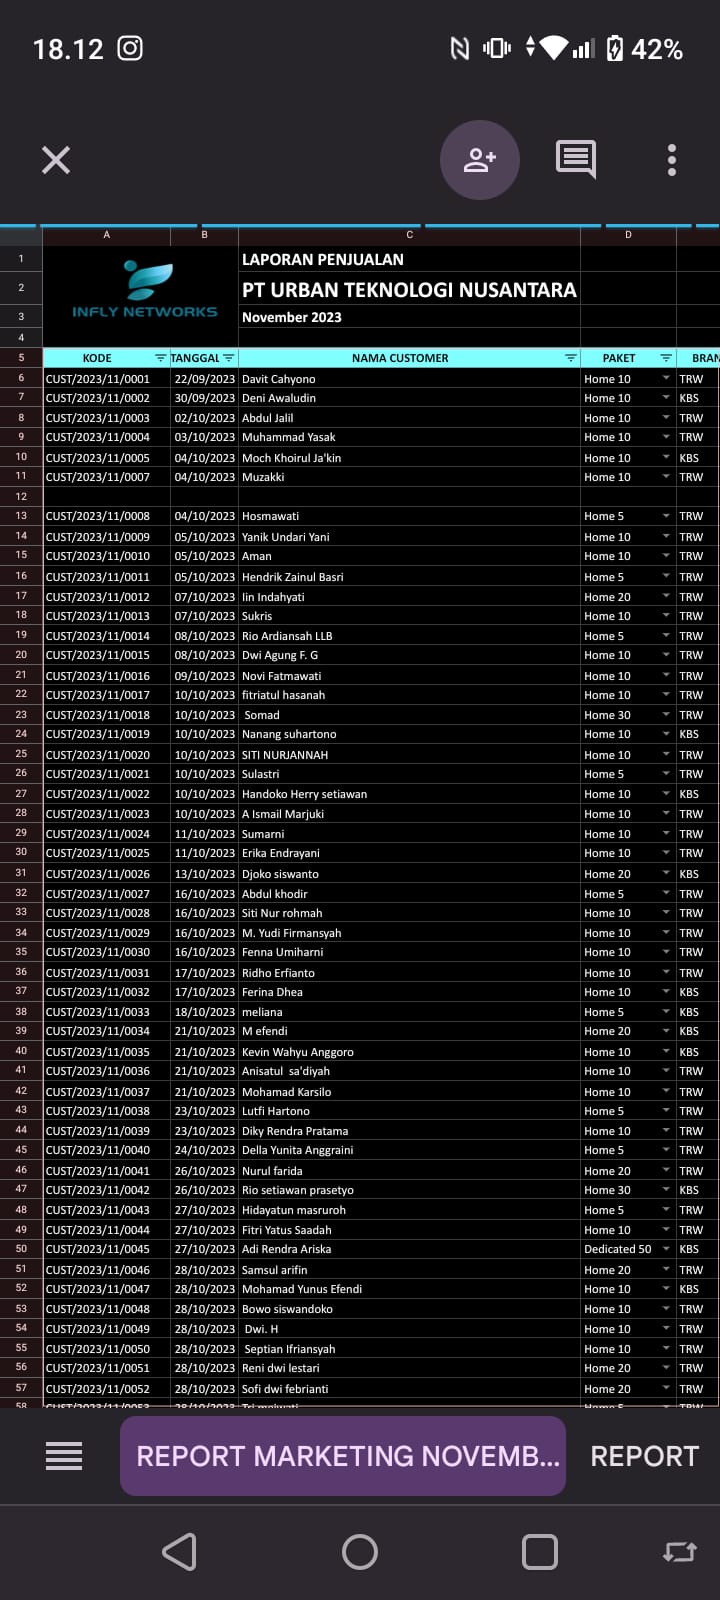 18.12
42%
A B C D
1 LAPORAN PENJUALAN
2 PT URBAN TEKNOLOGI NUSANTARA
INFLY NETWORKS
3 November 2023
4
5 KODE TANGGAL NAMA CUSTOMER PAKET BRAN
6 CUST/2023/11/0001 22/09/2023 Davit Cahyono Home 10 TRW
7 CUST/2023/11/0002 30/09/2023 Deni Awaludin Home 10 KBS
8 CUST/2023/11/0003 02/10/2023 Abdul Jalil Home 10 TRW
9 CUST/2023/11/0004 03/10/2023 Muhammad Yasak Home 10 TRW
10 CUST/2023/11/0005 04/10/2023 Moch Khoirul Ja'kin Home 10 KBS
11 CUST/2023/11/0007 04/10/2023 Muzakki Home 10 TRW
12
13 CUST/2023/11/0008 04/10/2023 Hosmawati Home 5 TRW
14 CUST/2023/11/0009 05/10/2023 Yanik Undari Yani Home 10 TRW
15 CUST/2023/11/0010 05/10/2023 Aman Home 10 TRW
16 CUST/2023/11/0011 05/10/2023 Hendrik Zainul Basri Home 5 TRW
17 CUST/2023/11/0012 07/10/2023 Iin Indahyati Home 20 TRW
18 CUST/2023/11/0013 07/10/2023 Sukris Home 10 TRW
19 CUST/2023/11/0014 08/10/2023 Rio Ardiansah LLB Home 5 TRW
20 CUST/2023/11/0015 08/10/2023 Dwi Agung F. G Home 10 TRW
21 CUST/2023/11/0016 09/10/2023 Novi Fatmawati Home 10 TRW
22 CUST/2023/11/0017 10/10/2023 fitriatul hasanah Home 10 TRW
23 CUST/2023/11/0018 10/10/2023 Somad Home 30 TRW
24 CUST/2023/11/0019 10/10/2023 Nanang suhartono Home 10 KBS
25 CUST/2023/11/0020 10/10/2023 SITI NURJANNAH Home 10 TRW
26 CUST/2023/11/0021 10/10/2023 Sulastri Home 5 TRW
27 CUST/2023/11/0022 10/10/2023 Handoko Herry setiawan Home 10 KBS
28 CUST/2023/11/0023 10/10/2023 A Ismail Marjuki Home 10 TRW
29 CUST/2023/11/0024 11/10/2023 Sumarni Home 10 TRW
30 CUST/2023/11/0025 11/10/2023 Erika Endrayani Home 10 TRW
31 CUST/2023/11/0026 13/10/2023 Djoko siswanto Home 20 KBS
32 CUST/2023/11/0027 16/10/2023 Abdul khodir Home 5 TRW
33 CUST/2023/11/0028 16/10/2023 Siti Nur rohmah Home 10 TRW
34 CUST/2023/11/0029 16/10/2023 M. Yudi Firmansyah Home 10 TRW
35 CUST/2023/11/0030 16/10/2023 Fenna Umiharni Home 10 TRW
36 CUST/2023/11/0031 17/10/2023 Ridho Erfianto Home 10 TRW
37 CUST/2023/11/0032 17/10/2023 Ferina Dhea Home 10 KBS
38 CUST/2023/11/0033 18/10/2023 meliana Home 5 KBS
39 CUST/2023/11/0034 21/10/2023 M efendi Home 20 KBS
40 CUST/2023/11/0035 21/10/2023 Kevin Wahyu Anggoro Home 10 KBS
41 CUST/2023/11/0036 21/10/2023 Anisatul sa'diyah Home 10 TRW
42 CUST/2023/11/0037 21/10/2023 Mohamad Karsilo Home 10 TRW
43 CUST/2023/11/0038 23/10/2023 Lutfi Hartono Home 5 TRW
44 CUST/2023/11/0039 23/10/2023 Diky Rendra Pratama Home 10 TRW
45 CUST/2023/11/0040 24/10/2023 Della Yunita Anggraini Home 5 TRW
46 CUST/2023/11/0041 26/10/2023 Nurul farida Home 20 TRW
47 CUST/2023/11/0042 26/10/2023 Rio setiawan prasetyo Home 30 KBS
48 CUST/2023/11/0043 27/10/2023 Hidayatun masruroh Home 5 TRW
49 CUST/2023/11/0044 27/10/2023 Fitri Yatus Saadah Home 10 TRW
50 CUST/2023/11/0045 27/10/2023 Adi Rendra Ariska Dedicated 50 KBS
51 CUST/2023/11/0046 28/10/2023 Samsul arifin Home 20 TRW
52 CUST/2023/11/0047 28/10/2023 Mohamad Yunus Efendi Home 10 KBS
53 CUST/2023/11/0048 28/10/2023 Bowo siswandoko Home 10 TRW
54 CUST/2023/11/0049 28/10/2023 Dwi. H Home 10 TRW
55 CUST/2023/11/0050 28/10/2023 Septian Ifriansyah Home 10 TRW
56 CUST/2023/11/0051 28/10/2023 Reni dwi lestari Home 20 TRW
57 CUST/2023/11/0052 28/10/2023 Sofi dwi febrianti Home 20 TRW
58 CUST/2023/11/0053 28/10/2023
REPORT MARKETING NOVEMB... REPORT